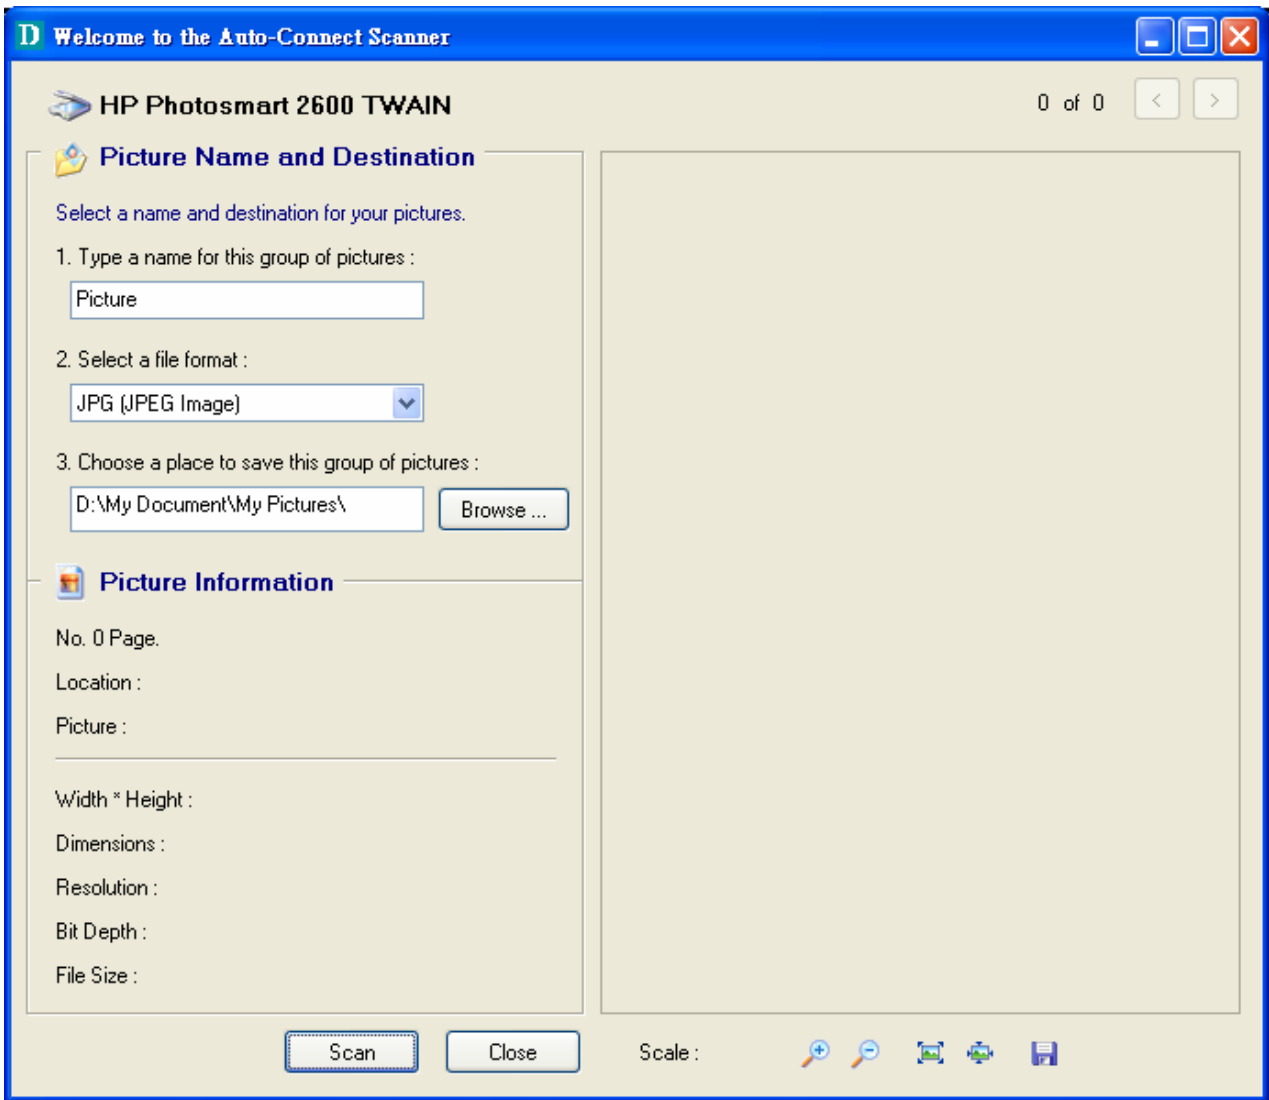 D Welcome to the Auto-Connect Scanner
HP Photosmart 2600 TWAIN
0 of 0 < >
Picture Name and Destination
Select a name and destination for your pictures.
1. Type a name for this group of pictures :
Picture
2. Select a file format :
JPG (JPEG Image)
3. Choose a place to save this group of pictures :
D:\My Document\My Pictures\
Browse ...
Picture Information
No. 0 Page.
Location :
Picture :
Width * Height :
Dimensions :
Resolution :
Bit Depth :
File Size :
Scan
Close
Scale :